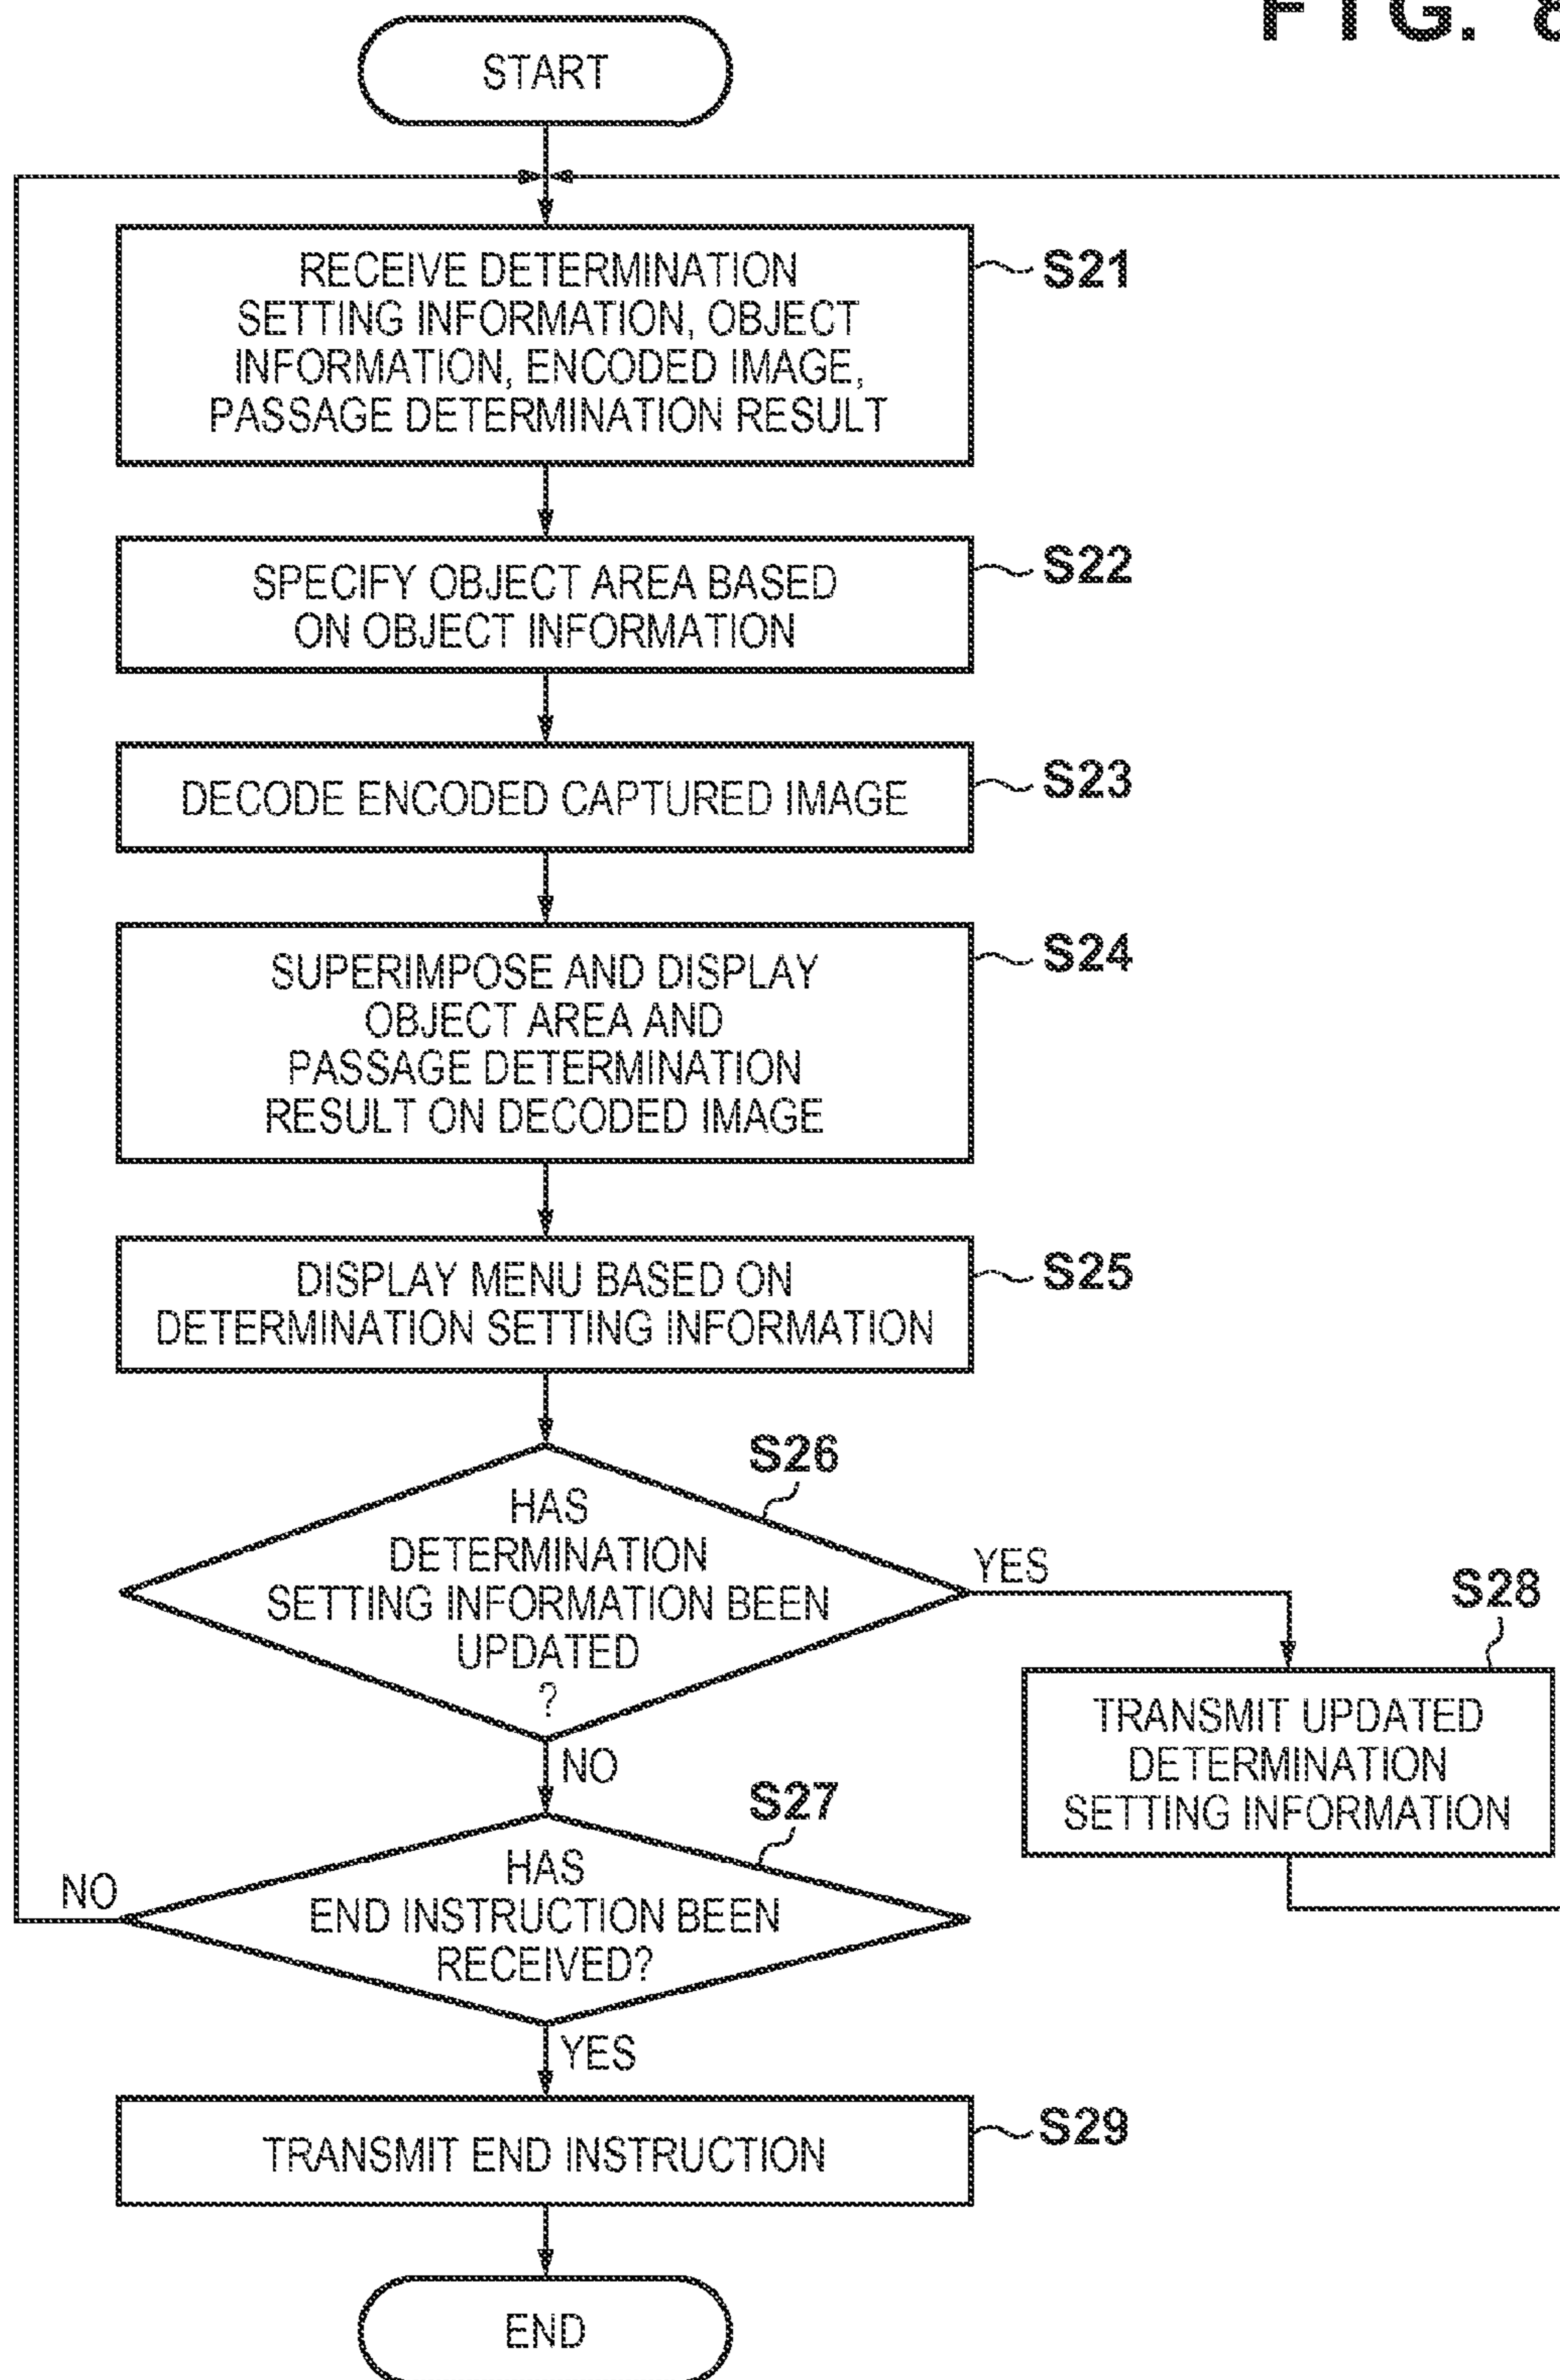 FIG. 8
START
RECEIVE DETERMINATION
SETTING INFORMATION, OBJECT
INFORMATION, ENCODED IMAGE,
PASSAGE DETERMINATION RESULT
S21
SPECIFY OBJECT AREA BASED
ON OBJECT INFORMATION
S22
DECODE ENCODED CAPTURED IMAGE
S23
SUPERIMPOSE AND DISPLAY
OBJECT AREA AND
PASSAGE DETERMINATION
RESULT ON DECODED IMAGE
S24
DISPLAY MENU BASED ON
DETERMINATION SETTING INFORMATION
S25
S26
HAS
DETERMINATION
SETTING INFORMATION BEEN
UPDATED
?
YES
S28
TRANSMIT UPDATED
DETERMINATION
SETTING INFORMATION
NO
S27
HAS
END INSTRUCTION BEEN
RECEIVED?
NO
YES
TRANSMIT END INSTRUCTION
S29
END